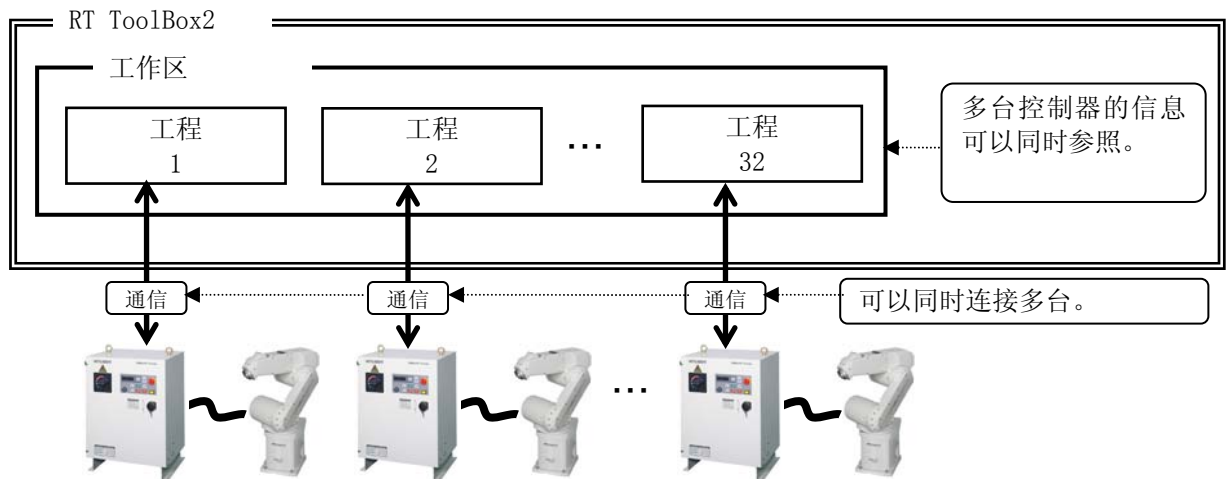 RT ToolBox2
工作区
工程
1
工程
2
...
工程
32
多台控制器的信息
可以同时参照。
通信
通信
通信
可以同时连接多台。
...